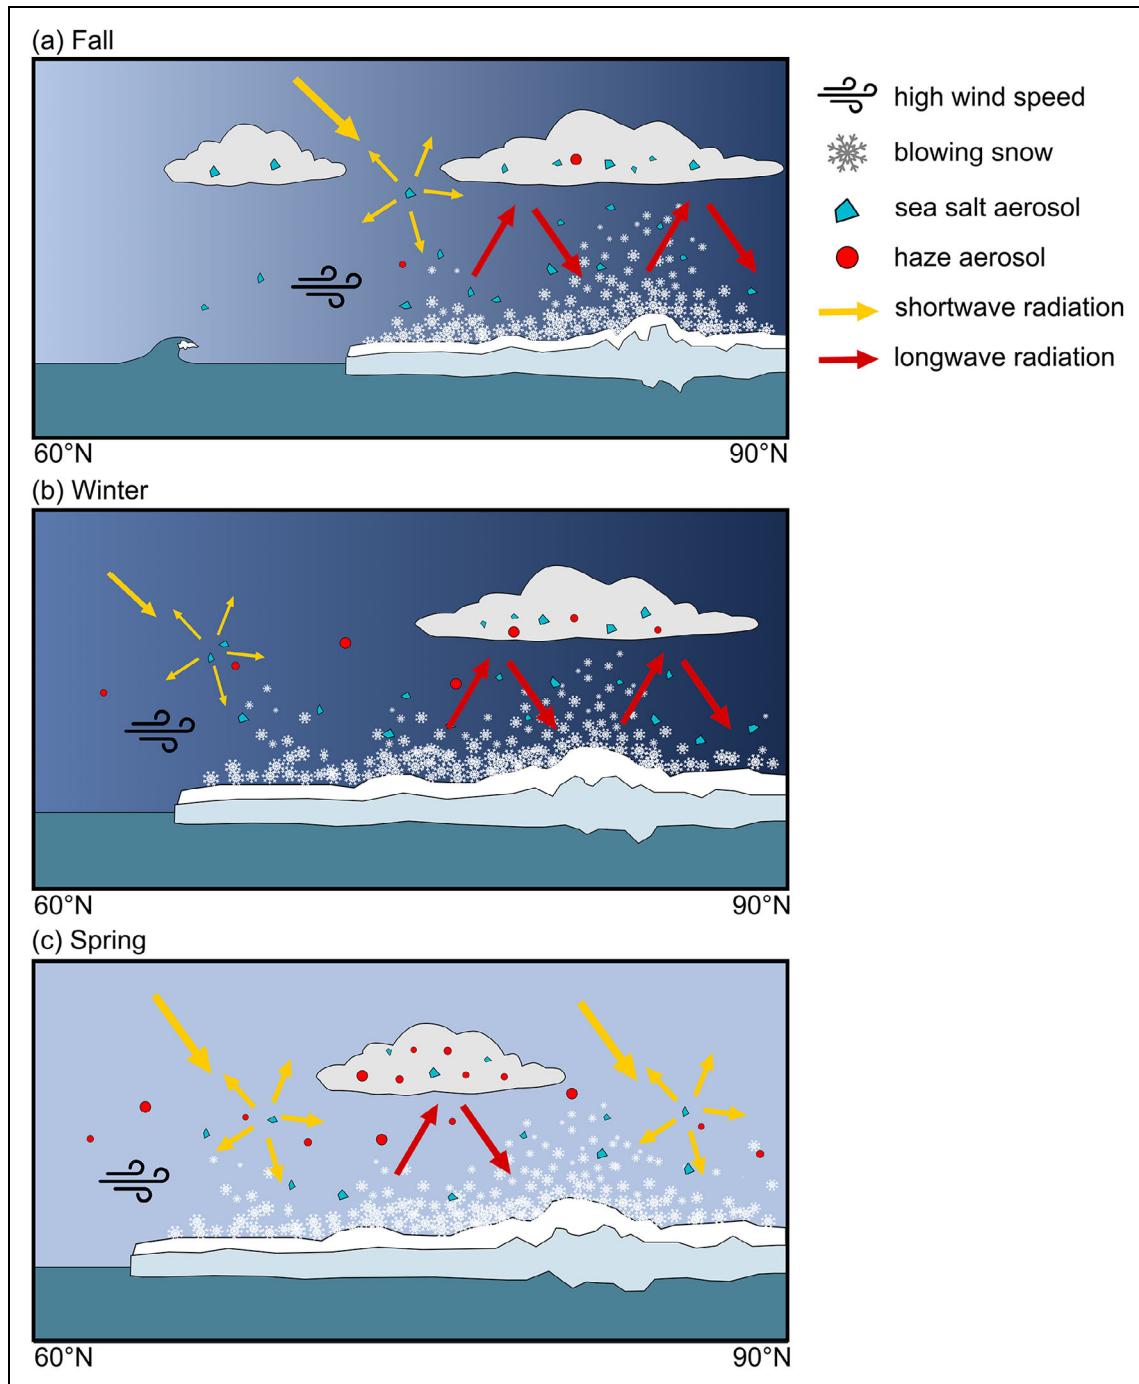 (a) Fall
high wind speed
blowing snow
sea salt aerosol
haze aerosol
shortwave radiation
longwave radiation
60°N 90°N
(b) Winter
60°N 90°N
(c) Spring
60°N 90°N